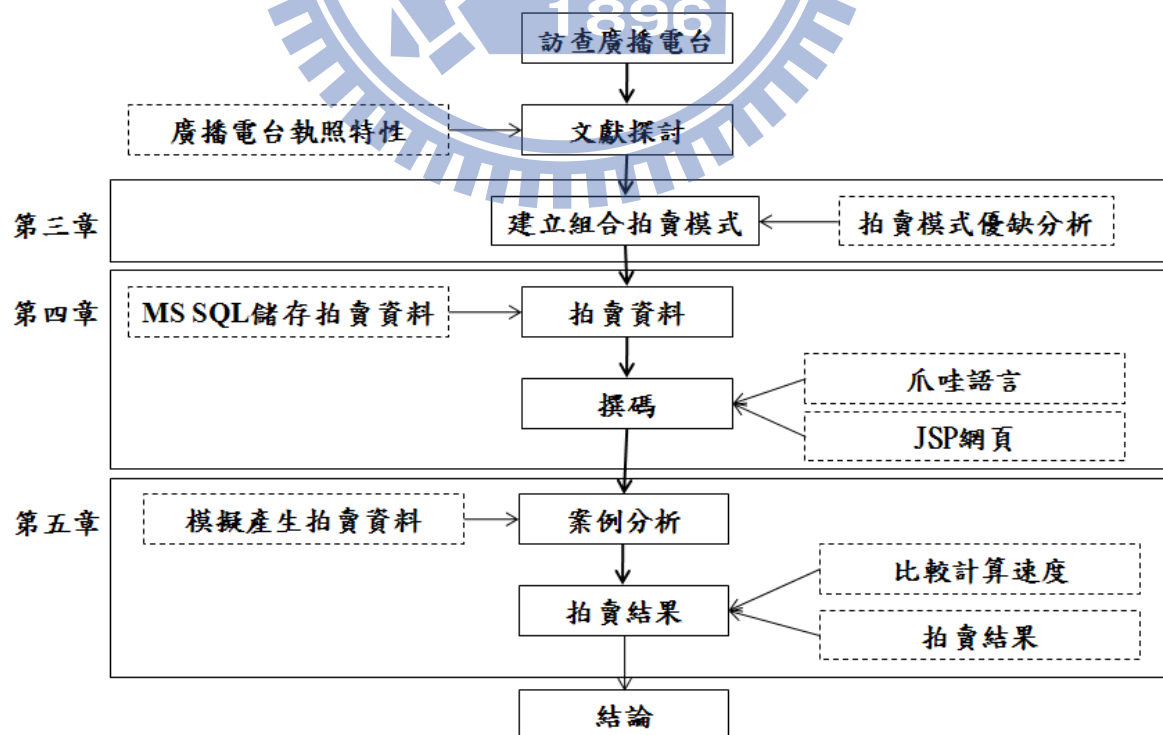 1896
訪查廣播電台
廣播電台執照特性
文獻探討
第三章
建立組合拍賣模式
拍賣模式優缺分析
第四章
MS SQL儲存拍賣資料
拍賣資料
撰碼
爪哇語言
JSP網頁
第五章
模擬產生拍賣資料
案例分析
拍賣結果
比較計算速度
拍賣結果
結論